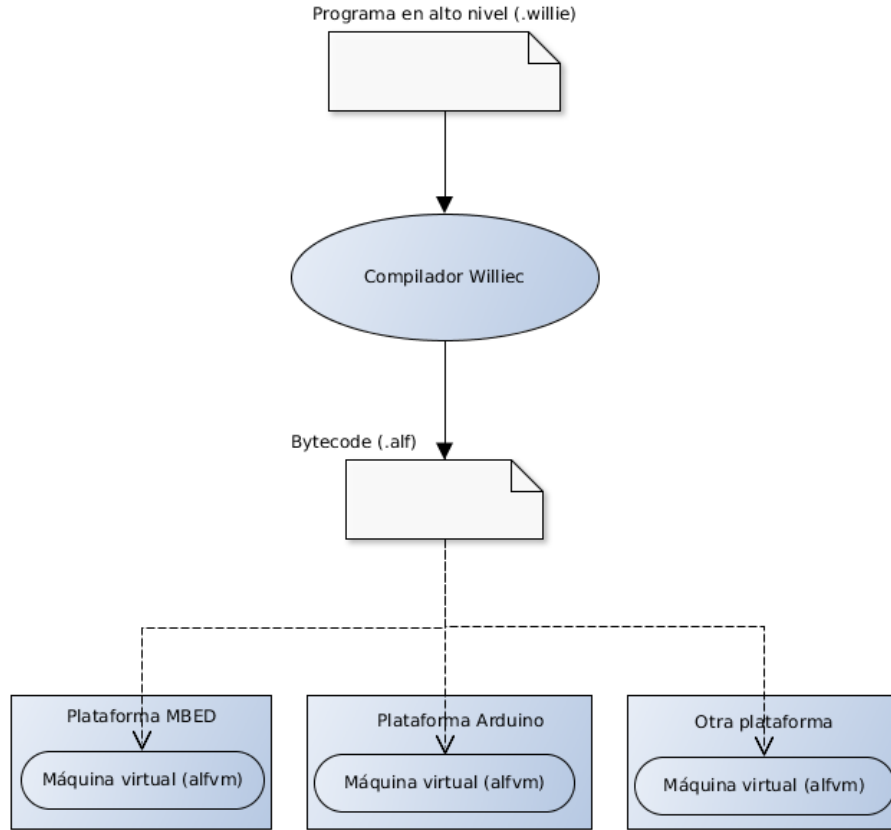 Programa en alto nivel (.willie)
Compilador Williec
Bytecode (.alf)
Plataforma MBED
Máquina virtual (alfvm)
Plataforma Arduino
Máquina virtual (alfvm)
Otra plataforma
Máquina virtual (alfvm)